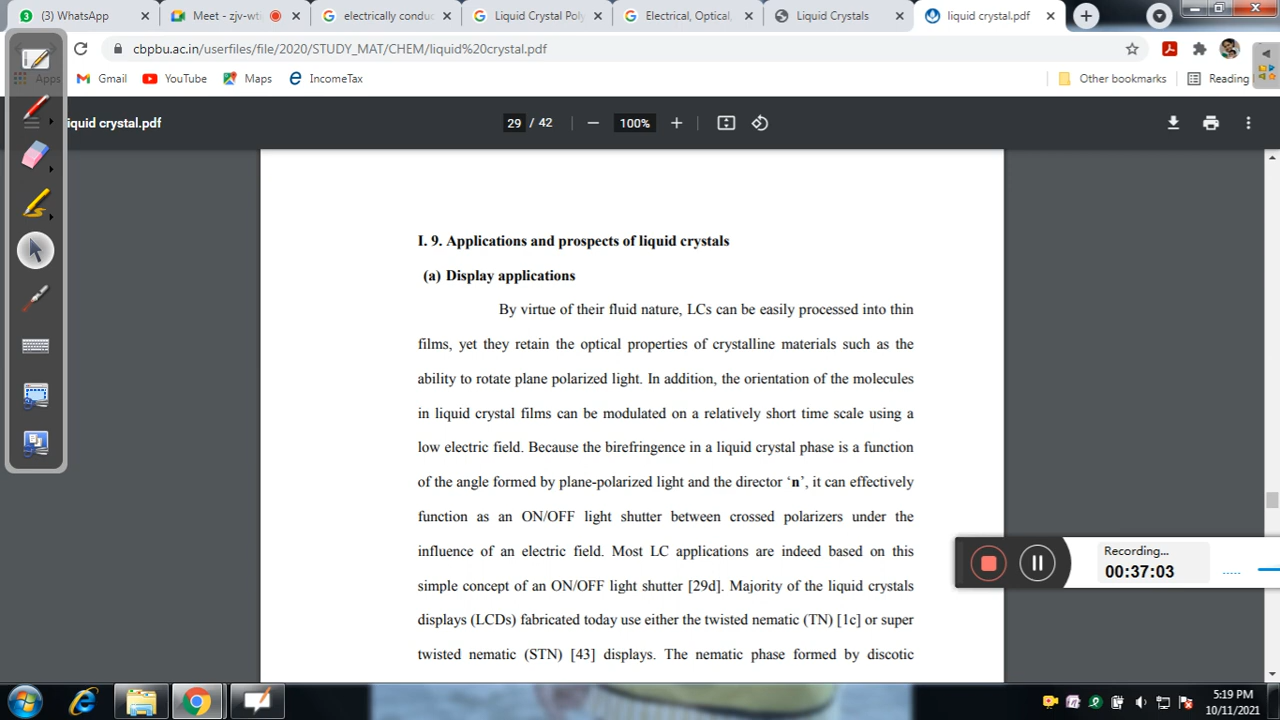 (3) WhatsApp
Meet - zjv-wti
electrically conduc
Electrical, Optical,
Liquid crystals
liquid crystal.pdf
cbpbu.ac.in/userfiles/file/2020/STUDY_MAT/CHEM/liquid%20crystal.pdf
Apps
Gmail
YouTube
Maps
IncomeTax
Other bookmarks
Reading
iquid crystal.pdf
29 / 42
100%
I. 9. Applications and prospects of liquid crystals
(a) Display applications
By virtue of their fluid nature, LCs can be easily processed into thin
films, yet they retain the optical properties of crystalline materials such as the
ability to rotate plane polarized light. In addition, the orientation of the molecules
in liquid crystal films can be modulated on a relatively short time scale using a
low electric field. Because the birefringence in a liquid crystal phase is a function
of the angle formed by plane-polarized light and the director ‘n’, it can effectively
function as an ON/OFF light shutter between crossed polarizers under the
influence of an electric field. Most LC applications are indeed based on this
simple concept of an ON/OFF light shutter [29d]. Majority of the liquid crystals
displays (LCDs) fabricated today use either the twisted nematic (TN) [1c] or super
twisted nematic (STN) [43] displays. The nematic phase formed by discotic
Recording...
00:37:03
5:19 PM
10/11/2021